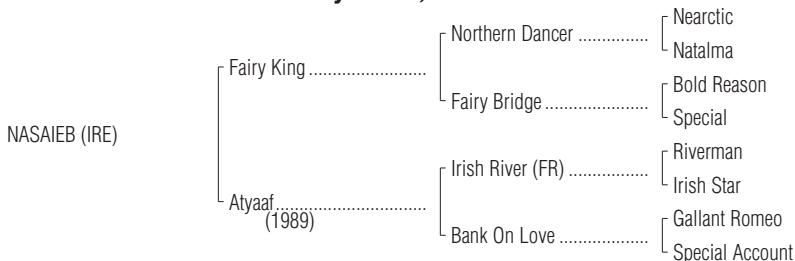 Nearctic
Northern Dancer ...............
Natalma
Fairy King .........................
Bold Reason
Fairy Bridge ......................
Special
NASAIEB (IRE)
Riverman
Irish River (FR) .................
Irish Star
Atyaaf................................
(1989)
Gallant Romeo
Bank On Love ...................
Special Account